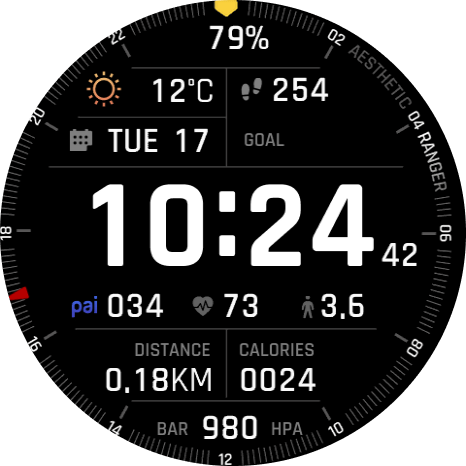 79%
12°C
254
TUE 17
GOAL
10:24
42
pai 034
73
3.6
DISTANCE
CALORIES
0.18KM
0024
BAR 980 HPA
02
AESTHETIC 04 RANGER
06
08
10
12
14
16
18
20
22